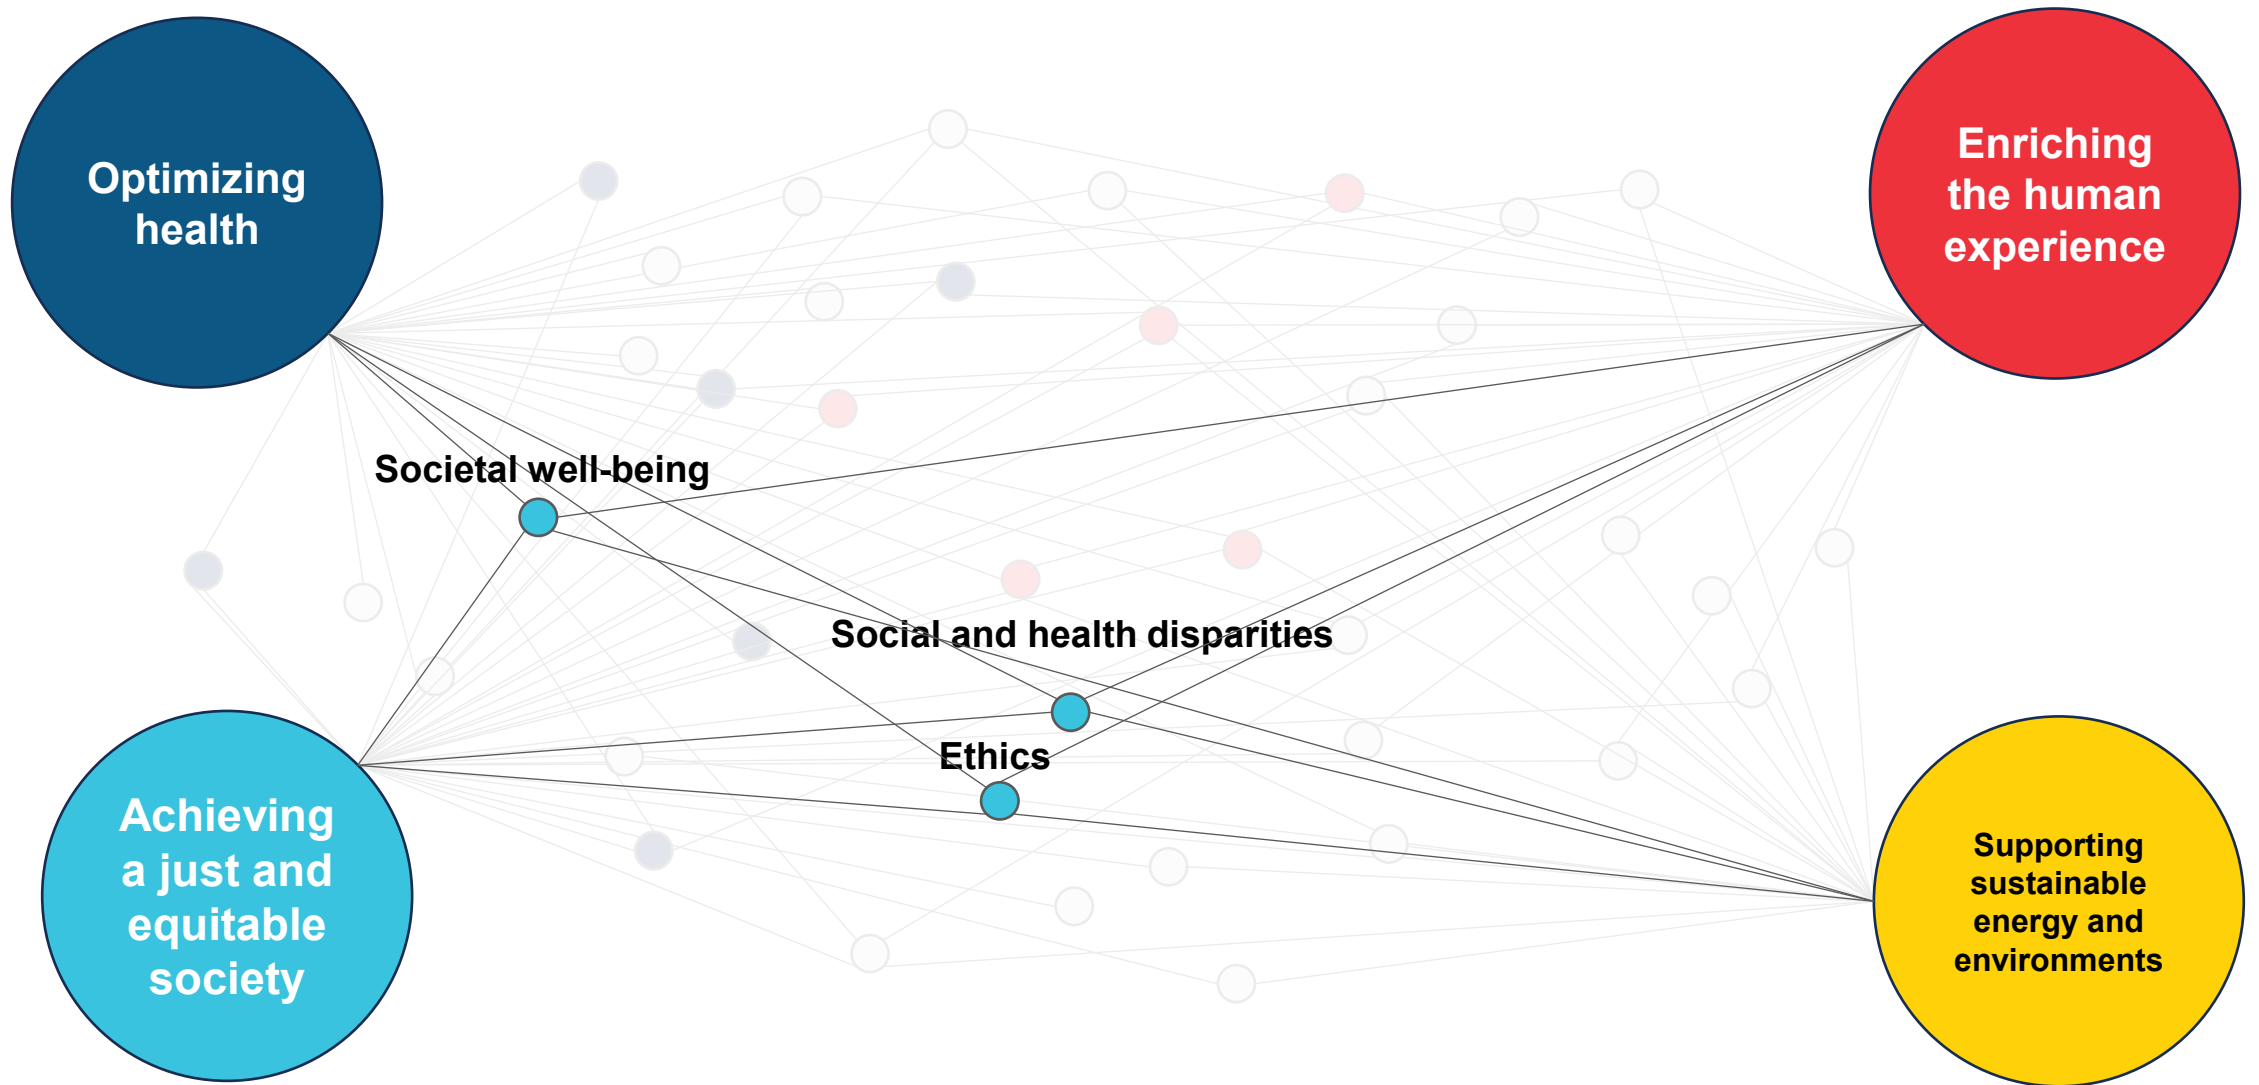 Optimizing
health
Enriching
the human
experience
Societal well-being
Social and health disparities
Ethics
Achieving
a just and
equitable
society
Supporting
sustainable
energy and
environments